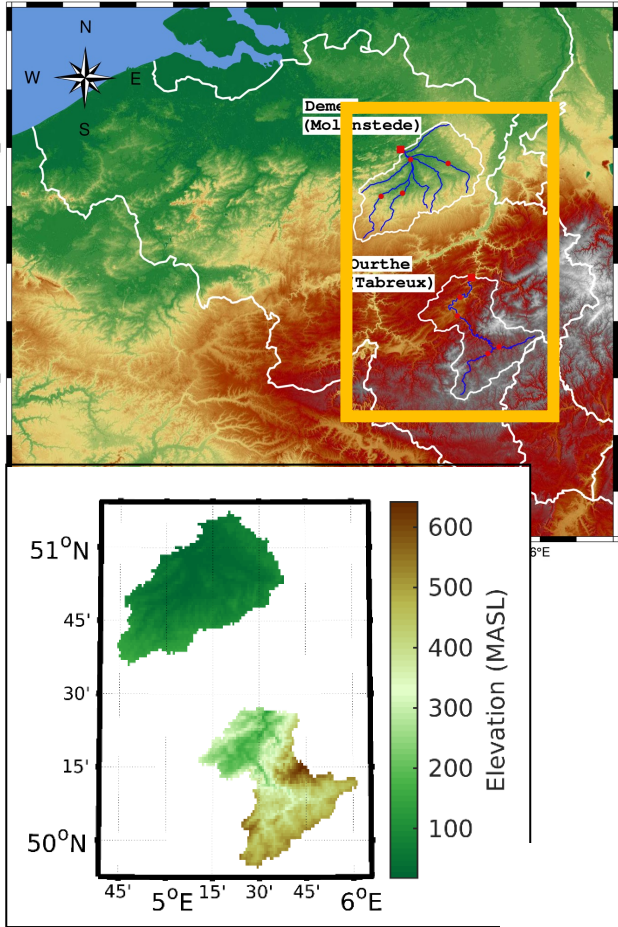 N
W
E
S
Deme
(Molenstede)
Ourthe
(Tabreux)
6°E
51°N
45'
30'
15'
50°N
45'
5°E
15'
30'
45'
6°E
600
500
400
300
200
100
Elevation (MASL)